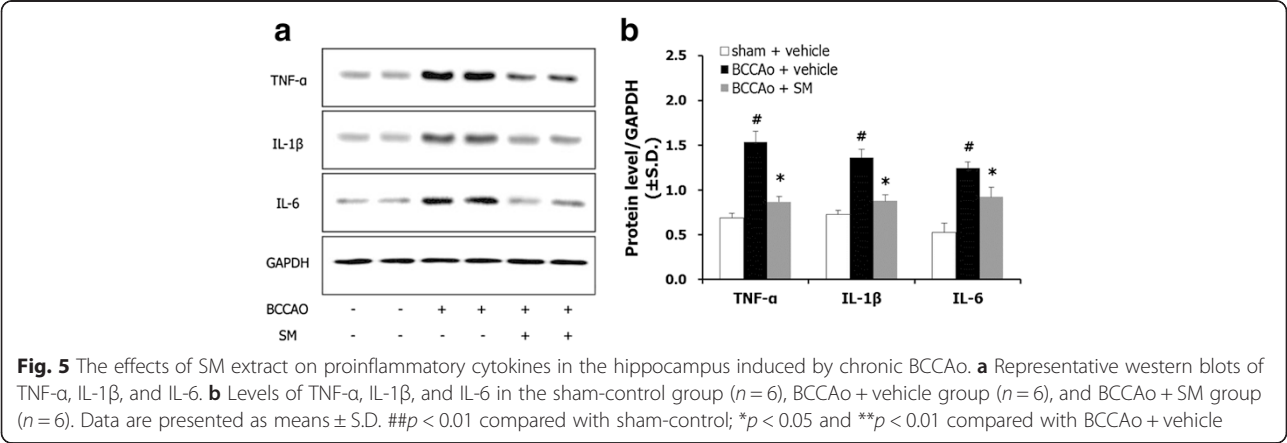 a
TNF-α
IL-1β
IL-6
GAPDH
BCCAO - - + + + +
SM - - - - + +
b
sham + vehicle
BCCAo + vehicle
BCCAo + SM
Protein level/GAPDH
(±S.D.)
2.5
2.0
1.5
1.0
0.5
0.0
# * # * # *
TNF-α IL-1β IL-6
Fig. 5 The effects of SM extract on proinflammatory cytokines in the hippocampus induced by chronic BCCAo. a Representative western blots of
TNF-α, IL-1β, and IL-6. b Levels of TNF-α, IL-1β, and IL-6 in the sham-control group (n = 6), BCCAo + vehicle group (n = 6), and BCCAo + SM group
(n = 6). Data are presented as means ± S.D. ##p < 0.01 compared with sham-control; *p < 0.05 and **p < 0.01 compared with BCCAo + vehicle